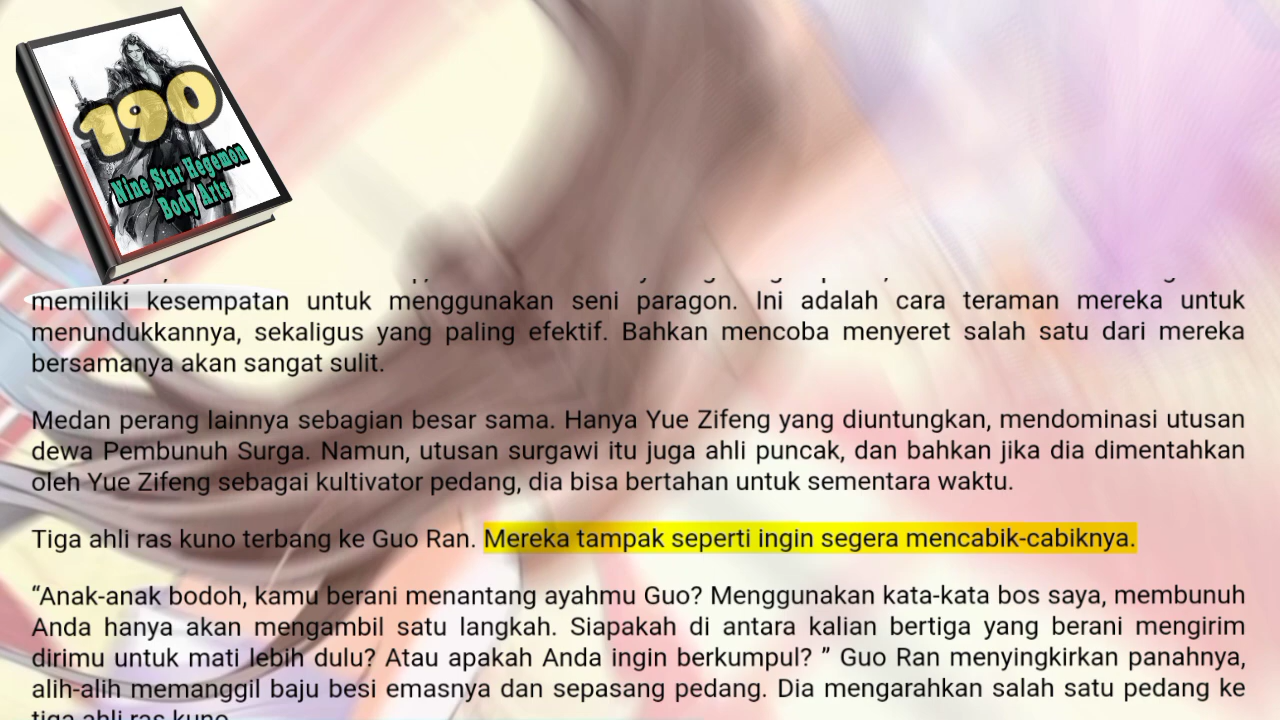 190
Nine Star Hegemon
Body Arts
memiliki kesempatan untuk menggunakan seni paragon. Ini adalah cara teraman mereka untuk
menundukkannya, sekaligus yang paling efektif. Bahkan mencoba menyeret salah satu dari mereka
bersamanya akan sangat sulit.
Medan perang lainnya sebagian besar sama. Hanya Yue Zifeng yang diuntungkan, mendominasi utusan
dewa Pembunuh Surga. Namun, utusan surgawi itu juga ahli puncak, dan bahkan jika dia dimentahkan
oleh Yue Zifeng sebagai kultivator pedang, dia bisa bertahan untuk sementara waktu.
Tiga ahli ras kuno terbang ke Guo Ran. Mereka tampak seperti ingin segera mencabik-cabiknya.
“Anak-anak bodoh, kamu berani menantang ayahmu Guo? Menggunakan kata-kata bos saya, membunuh
Anda hanya akan mengambil satu langkah. Siapakah di antara kalian bertiga yang berani mengirim
dirimu untuk mati lebih dulu? Atau apakah Anda ingin berkumpul? ” Guo Ran menyingkirkan panahnya,
alih-alih memanggil baju besi emasnya dan sepasang pedang. Dia mengarahkan salah satu pedang ke
tiga ahli ras kuno.